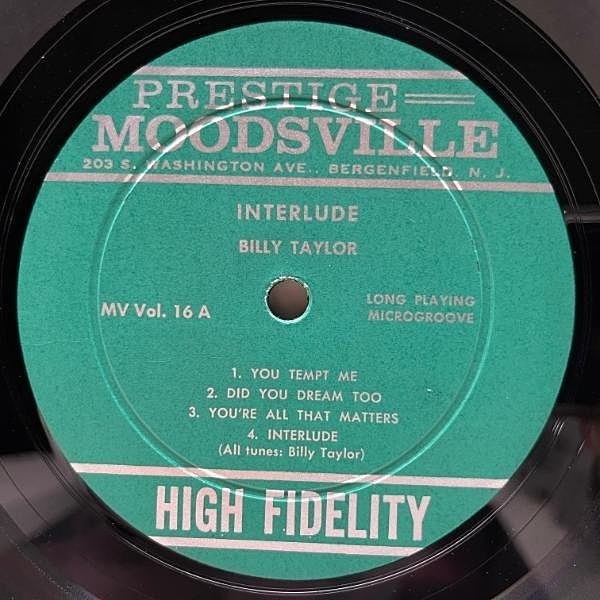 PRESTIGE
MOODSVILLE
203 S. WASHINGTON AVE., BERGENFIELD, N. J.
INTERLUDE
BILLY TAYLOR
MV Vol. 16 A
LONG PLAYING
MICROGROOVE
1. YOU TEMPT ME
2. DID YOU DREAM TOO
3. YOU'RE ALL THAT MATTERS
4. INTERLUDE
(All tunes: Billy Taylor)
HIGH FIDELITY